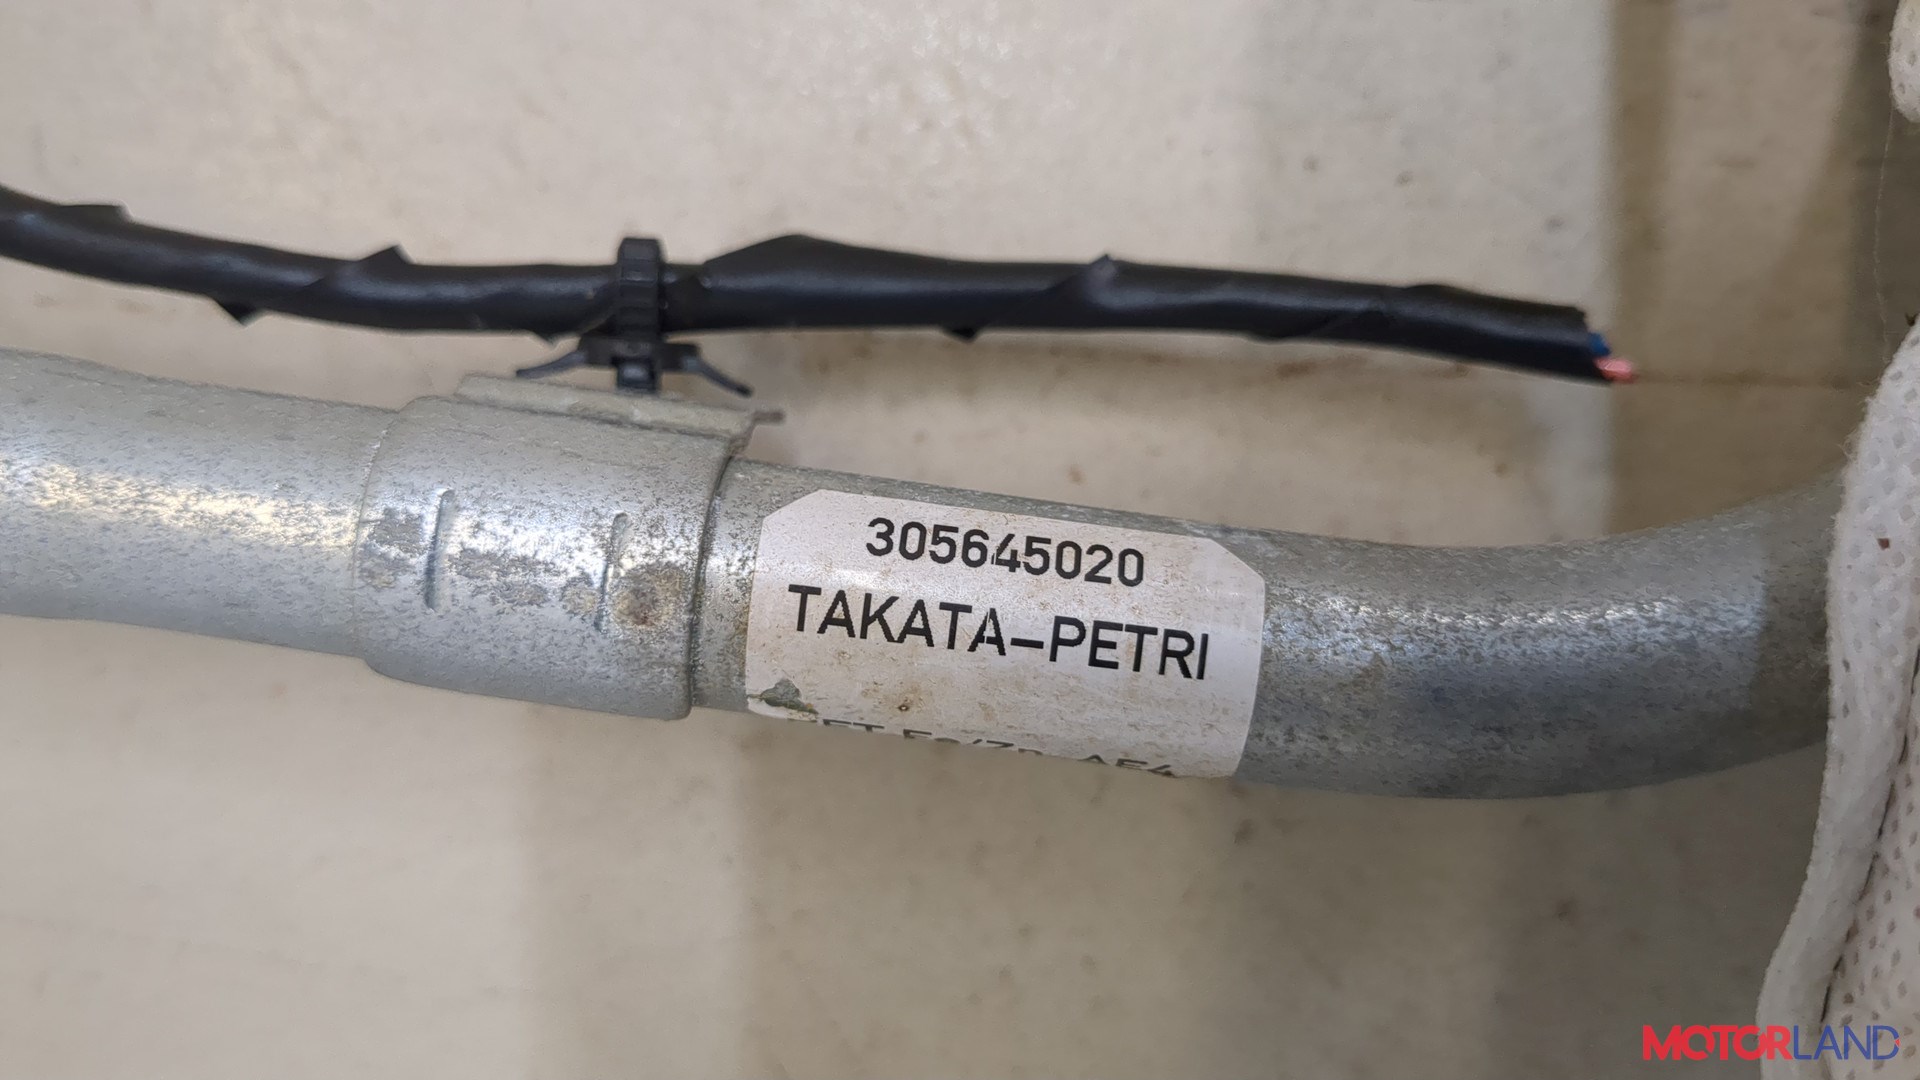 305645020
TAKATA-PETRI
MOTORLAND